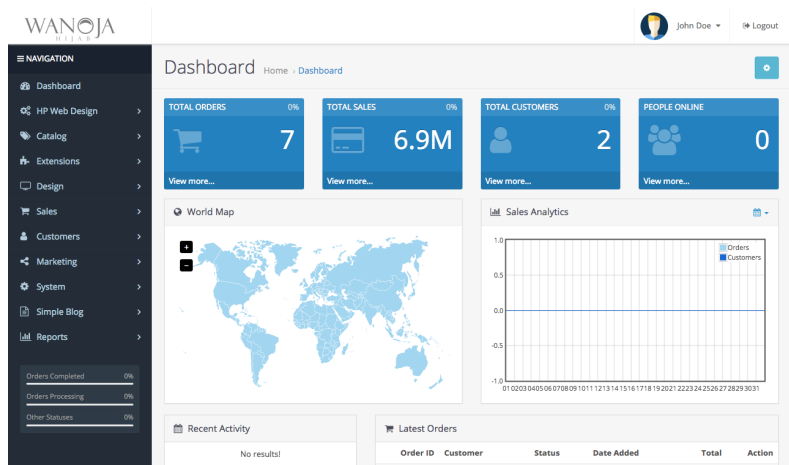 WANOJA
HIJAB
John Doe
Logout
NAVIGATION
Dashboard
HP Web Design
Catalog
Extensions
Design
Sales
Customers
Marketing
System
Simple Blog
Reports
Orders Completed 0%
Orders Processing 0%
Other Statuses 0%
Dashboard Home › Dashboard
TOTAL ORDERS 0%
7
View more...
TOTAL SALES 0%
6.9M
View more...
TOTAL CUSTOMERS 0%
2
View more...
PEOPLE ONLINE
0
View more...
World Map
+
-
Sales Analytics
Orders
Customers
1.0
0.5
0.0
-0.5
-1.0
01 02 03 04 05 06 07 08 09 10 11 12 13 14 15 16 17 18 19 20 21 22 23 24 25 26 27 28 29 30 31
Recent Activity
No results!
Latest Orders
Order ID Customer Status Date Added Total Action